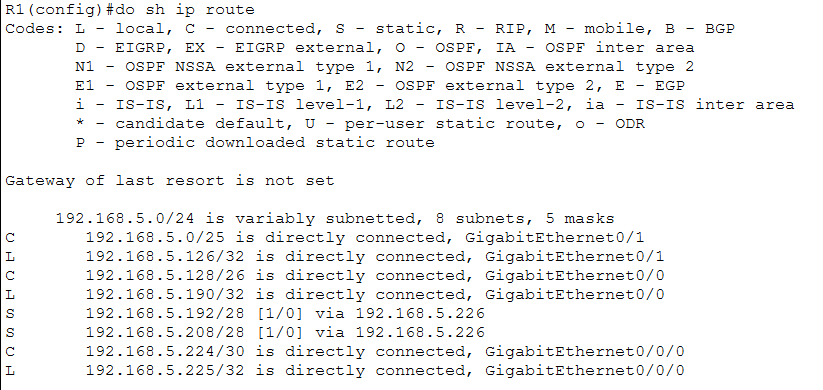 R1(config)#do sh ip route
Codes: L - local, C - connected, S - static, R - RIP, M - mobile, B - BGP
       D - EIGRP, EX - EIGRP external, O - OSPF, IA - OSPF inter area
       N1 - OSPF NSSA external type 1, N2 - OSPF NSSA external type 2
       E1 - OSPF external type 1, E2 - OSPF external type 2, E - EGP
       i - IS-IS, L1 - IS-IS level-1, L2 - IS-IS level-2, ia - IS-IS inter area
       * - candidate default, U - per-user static route, o - ODR
       P - periodic downloaded static route

Gateway of last resort is not set

     192.168.5.0/24 is variably subnetted, 8 subnets, 5 masks
C       192.168.5.0/25 is directly connected, GigabitEthernet0/1
L       192.168.5.126/32 is directly connected, GigabitEthernet0/1
C       192.168.5.128/26 is directly connected, GigabitEthernet0/0
L       192.168.5.190/32 is directly connected, GigabitEthernet0/0
S       192.168.5.192/28 [1/0] via 192.168.5.226
S       192.168.5.208/28 [1/0] via 192.168.5.226
C       192.168.5.224/30 is directly connected, GigabitEthernet0/0/0
L       192.168.5.225/32 is directly connected, GigabitEthernet0/0/0